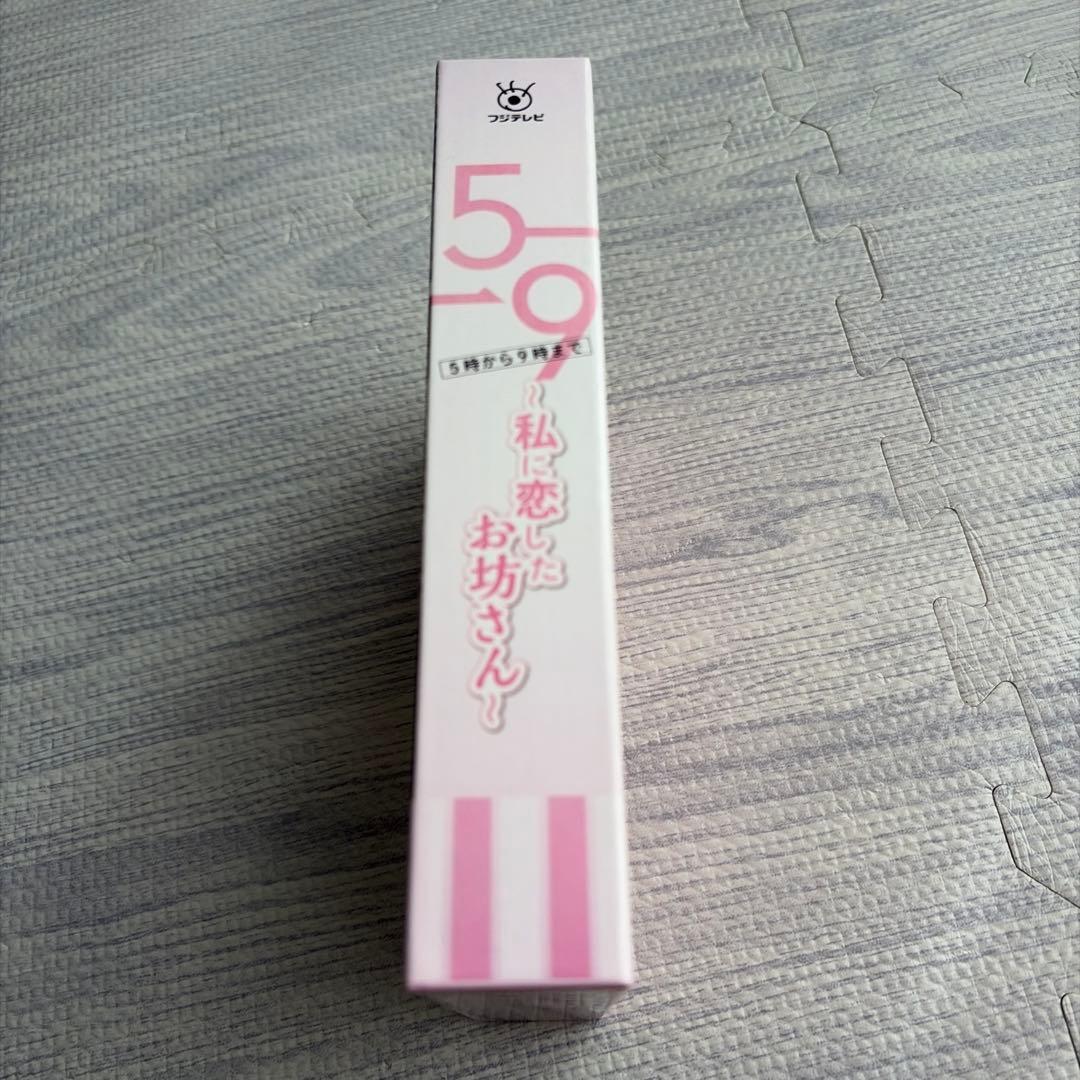 フジテレビ
5
→9
5時から9時まで
～私に恋した
お坊さん～